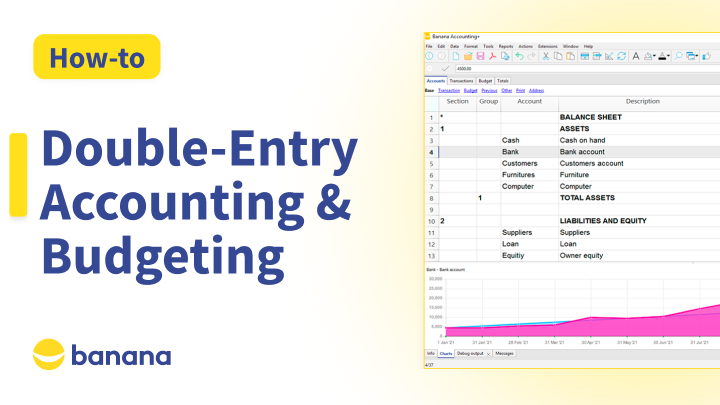 How-to
Double-Entry
Accounting &
Budgeting
banana
Banana Accounting+
File Edit Data Format Tools Reports Actions Extensions Window Help
4500.00
Accounts Transactions Budget Totals
Base Transaction Budget Previous Other Print Address
Section Group Account Description
1 * BALANCE SHEET
2 1 ASSETS
3 Cash Cash on hand
4 Bank Bank account
5 Customers Customers account
6 Furnitures Furniture
7 Computer Computer
8 1 TOTAL ASSETS
9
10 2 LIABILITIES AND EQUITY
11 Suppliers Suppliers
12 Loan Loan
13 Equitiy Owner equity
Bank - Bank account
30,000
25,000
20,000
15,000
10,000
5,000
0
1 Jan '21 31 Jan '21 28 Feb '21 31 Mar '21 30 Apr '21 31 May '21 30 Jun '21 31 Jul '21
Info Charts Debug output Messages
4/37